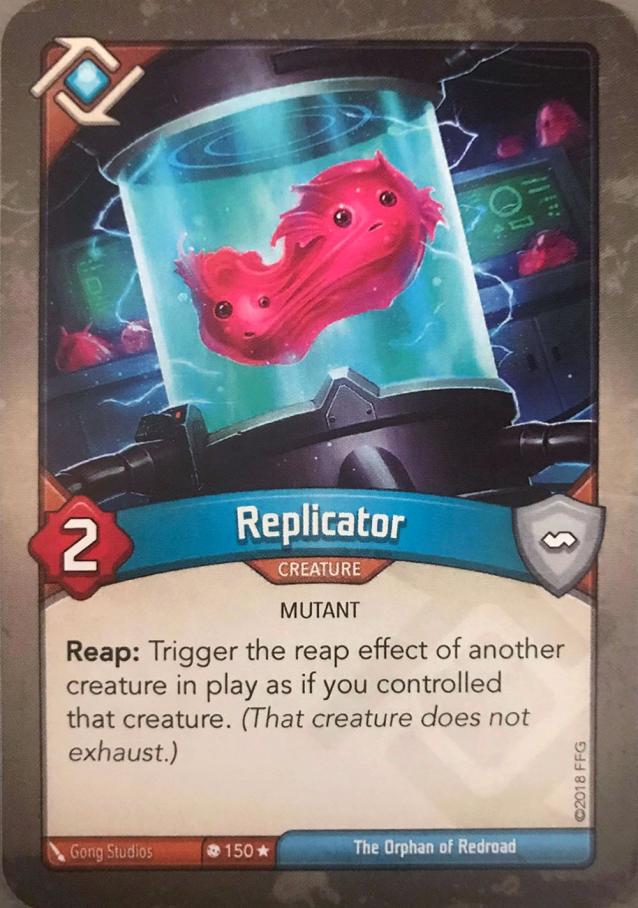 2
Replicator
CREATURE
MUTANT
Reap: Trigger the reap effect of another
creature in play as if you controlled
that creature. (That creature does not
exhaust.)
©2018 FFG
Gong Studios
150
The Orphan of Redroad